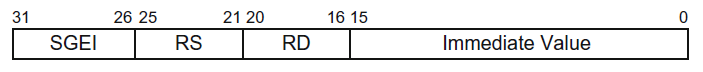 31 26 25 21 20 16 15 0
SGEI RS RD Immediate Value